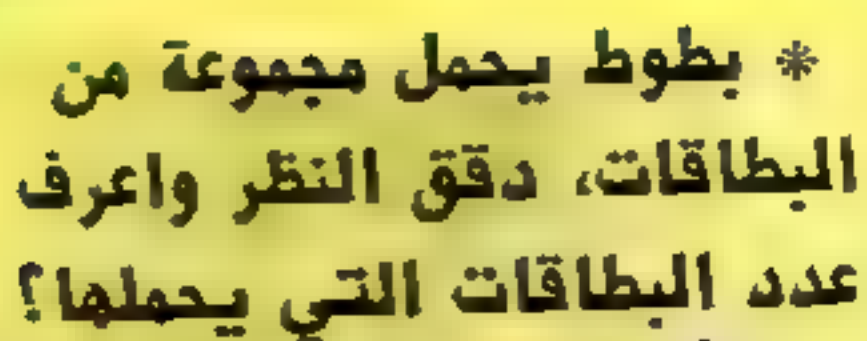 * بطوط يحمل مجموعة من
البطاقات، دقق النظر واعرف
عدد البطاقات التي يحملها؟